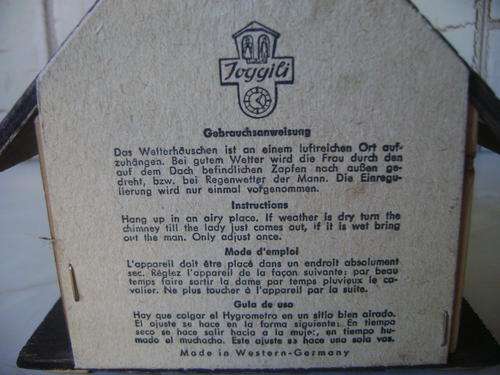 Joggili
Gebrauchsanweisung
Das Wetterhäuschen ist an einem luftreichen Ort auf-
zuhängen. Bei gutem Wetter wird die Frau durch den
auf dem Dach befindlichen Zapfen nach außen ge-
dreht, bzw. bei Regenwetter der Mann. Die Einregu-
lierung wird nur einmal vorgenommen.
Instructions
Hang up in an airy place. If weather is dry turn the
chimney till the lady just comes out, if it is wet bring
out the man. Only adjust once.
Mode d'emploi
L'appareil doit être placé dans un endroit absolument
sec. Réglez l'appareil de la façon suivante: par beau
temps faire sortir la dame par temps pluvieux le ca-
valier. Ne plus toucher à l'appareil par la suite.
Guia de uso
Hay que colgar el Hygrometro en un sitio bien airado.
El ajuste se hace en la forma siguiente: En tiempo
seco se hace salir hacia a la mujer, en tiempo hu-
mado el muchacho. Este ajuste es hace una sola vos.
Made in Western-Germany